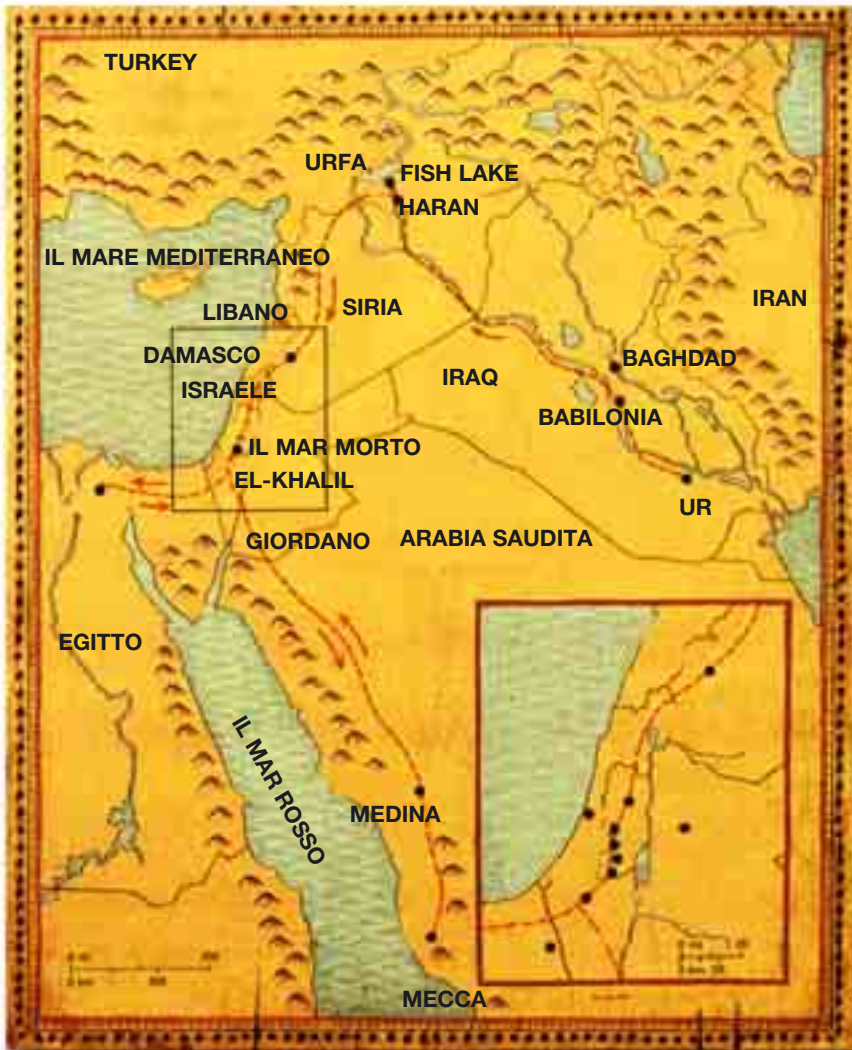 TURKEY
URFA
FISH LAKE
HARAN
IL MARE MEDITERRANEO
IRAN
LIBANO
SIRIA
DAMASCO
BAGHDAD
ISRAELE
IRAQ
BABILONIA
IL MAR MORTO
EL-KHALIL
UR
GIORDANO
ARABIA SAUDITA
EGITTO
IL MAR ROSSO
MEDINA
MECCA